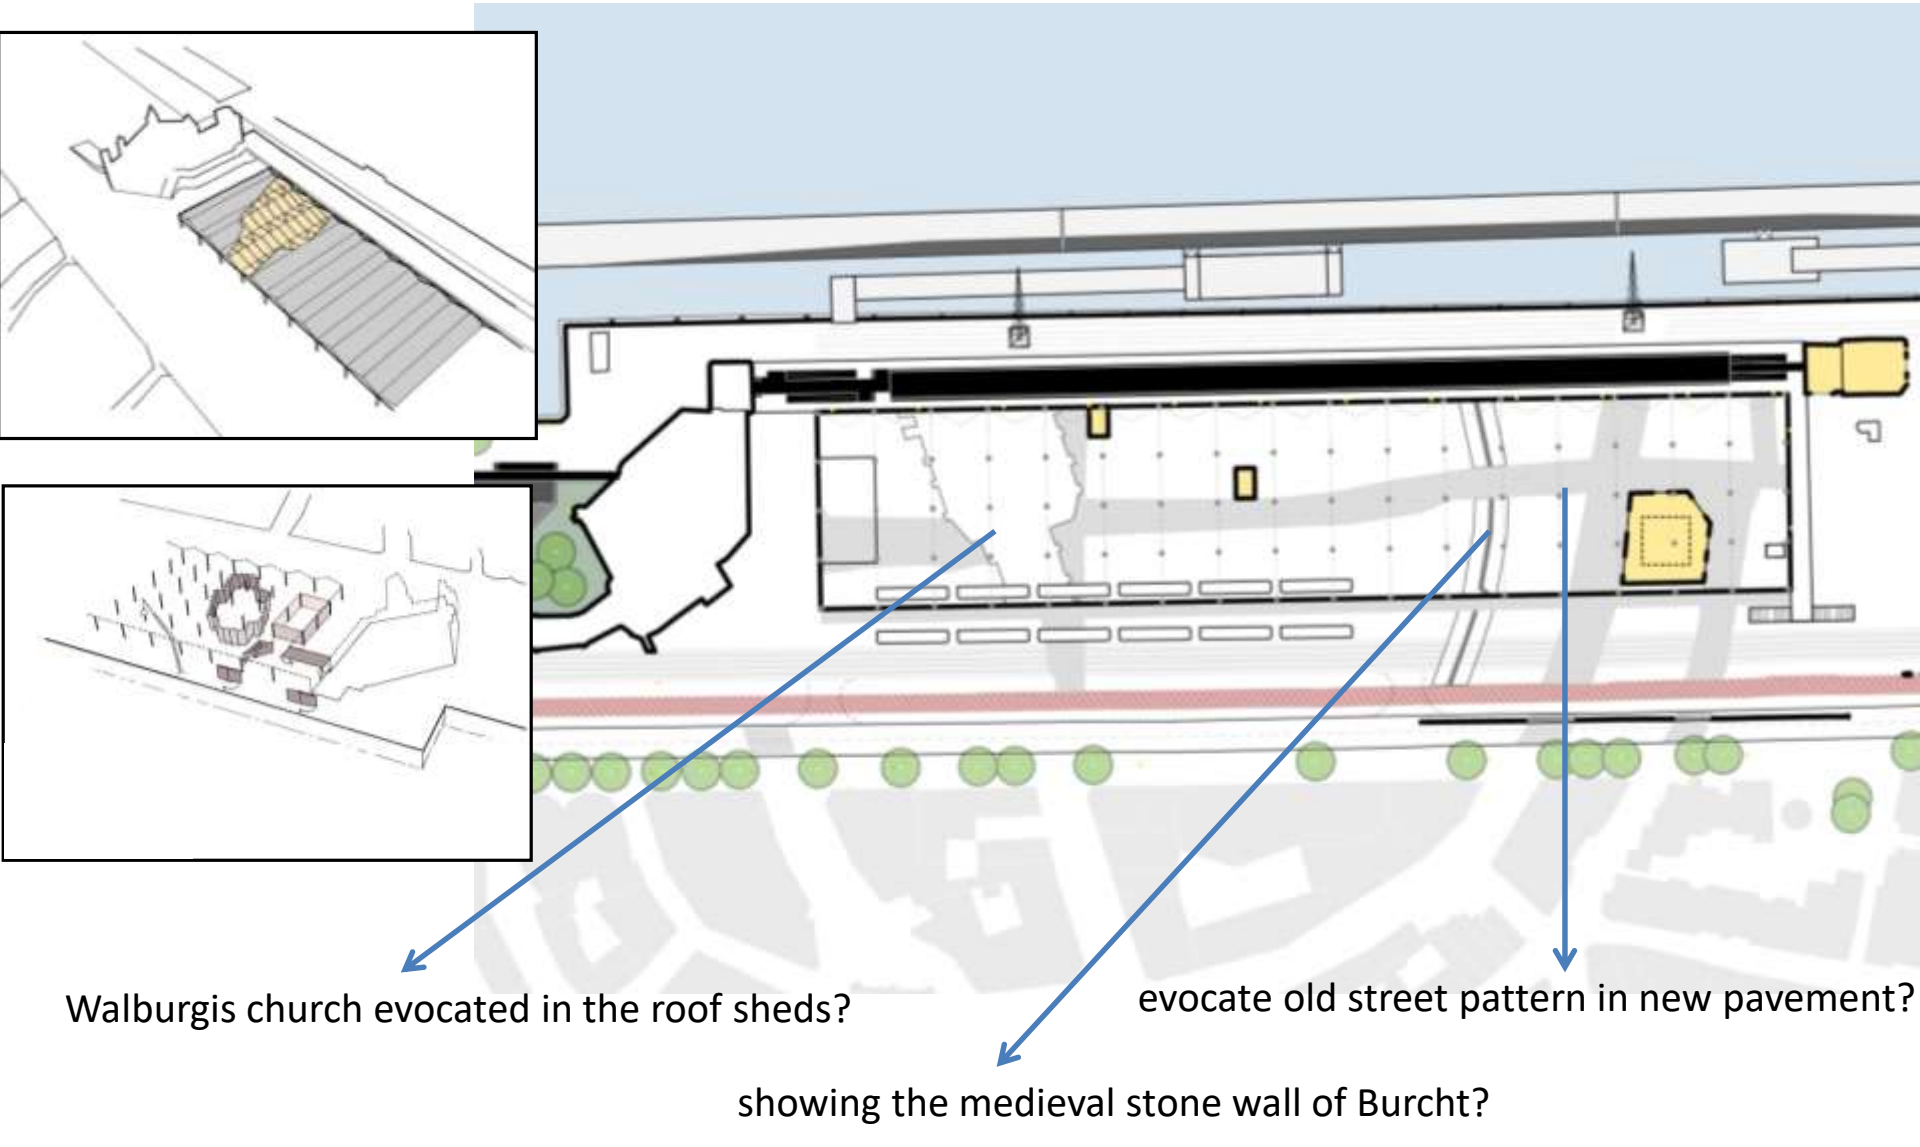 Walburgis church evocated in the roof sheds?
evocate old street pattern in new pavement?
showing the medieval stone wall of Burcht?